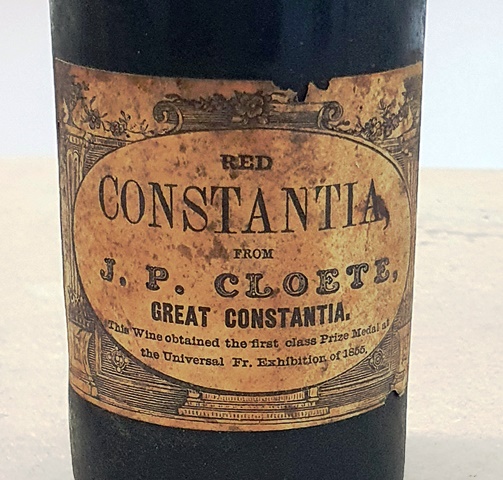 RED
CONSTANTIA,
FROM
J. P. CLOETE,
GREAT CONSTANTIA.
This Wine obtained the first class Prize Medal at
the Universal Fr. Exhibition of 1855.